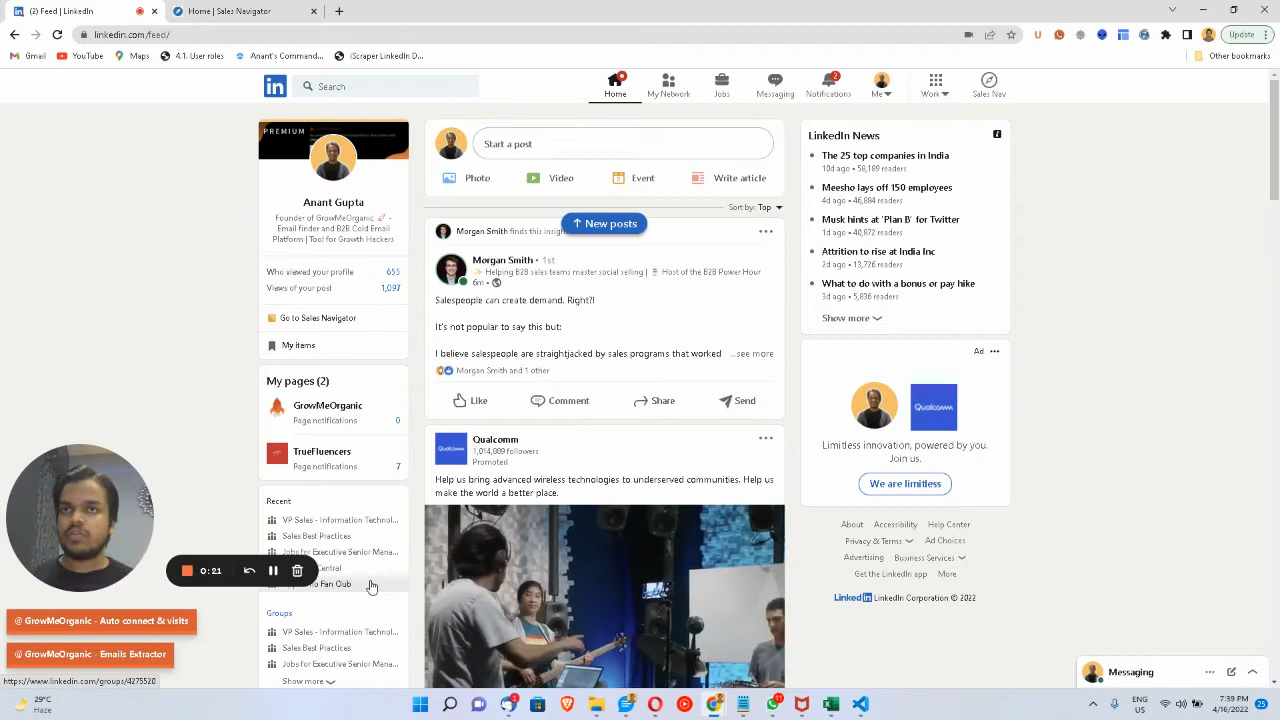 (2) Feed | LinkedIn
Home | Sales Navigator
linkedin.com/feed/
Update
Gmail
YouTube
Maps
4.1. User roles
Anant's Command...
iScraper LinkedIn D...
Other bookmarks
in
Search
Home
My Network
Jobs
Messaging
2
Notifications
Me
Work
Sales Nav
PREMIUM
Anant Gupta
Founder of GrowMeOrganic 🚀 -
Email finder and B2B Cold Email
Platform | Tool for Growth Hackers
Who viewed your profile 655
Views of your post 1,097
Go to Sales Navigator
My items
My pages (2)
GrowMeOrganic
Page notifications 0
TrueFluencers
Page notifications 7
Recent
VP Sales - Information Technol...
Sales Best Practices
Jobs for Executive Senior Mana...
Groups
VP Sales - Information Technol...
Sales Best Practices
Jobs for Executive Senior Mana...
Show more
Start a post
Photo
Video
Event
Write article
Sort by: Top
↑ New posts
Morgan Smith finds this insigh
Morgan Smith • 1st
✨ Helping B2B sales teams master social selling | 🎙 Host of the B2B Power Hour
6m •
Salespeople can create demand. Right?!
It's not popular to say this but:
I believe salespeople are straightjacked by sales programs that worked ...see more
Morgan Smith and 1 other
Like
Comment
Share
Send
Qualcomm
1,014,889 followers
Promoted
Help us bring advanced wireless technologies to underserved communities. Help us
make the world a better place.
LinkedIn News
The 25 top companies in India
10d ago • 58,189 readers
Meesho lays off 150 employees
4d ago • 46,884 readers
Musk hints at 'Plan B' for Twitter
1d ago • 40,872 readers
Attrition to rise at India Inc
2d ago • 13,726 readers
What to do with a bonus or pay hike
3d ago • 5,836 readers
Show more
Ad
Qualcomm
Limitless innovation, powered by you.
Join us.
We are limitless
About Accessibility Help Center
Privacy & Terms Ad Choices
Advertising Business Services
Get the LinkedIn app More
LinkedIn LinkedIn Corporation © 2022
0:21
@ GrowMeOrganic - Auto connect & visits
@ GrowMeOrganic - Emails Extractor
https://www.linkedin.com/groups/4275520
Messaging
29°C
Haze
ENG
US
7:39 PM
4/16/2022
25